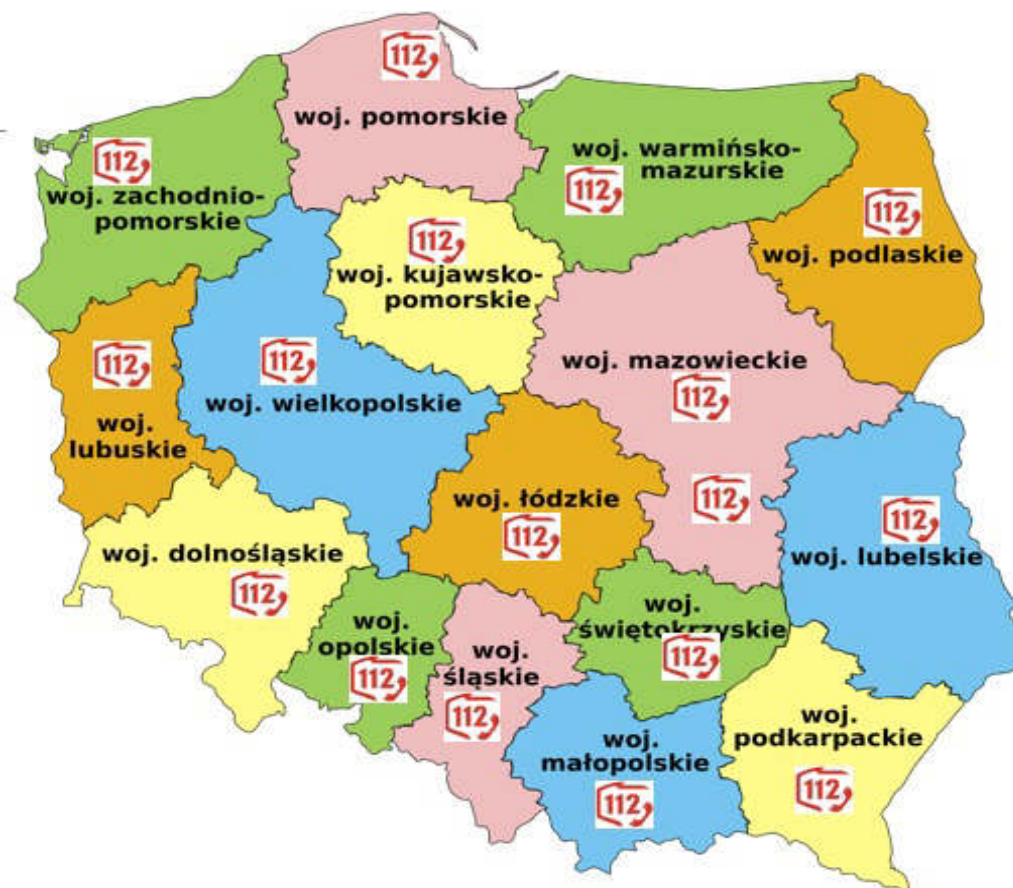 112
woj. pomorskie
112
woj. zachodnio-
pomorskie
woj. warmińsko-
mazurskie
112
112
woj. podlaskie
112
woj. kujawsko-
pomorskie
112
woj.
lubuskie
112
woj. wielkopolskie
woj. mazowieckie
112
112
woj. łódzkie
112
112
woj. lubelskie
woj. dolnośląskie
112
woj.
opolskie
112
woj.
śląskie
112
woj.
świętokrzyskie
112
woj.
małopolskie
112
woj.
podkarpackie
112